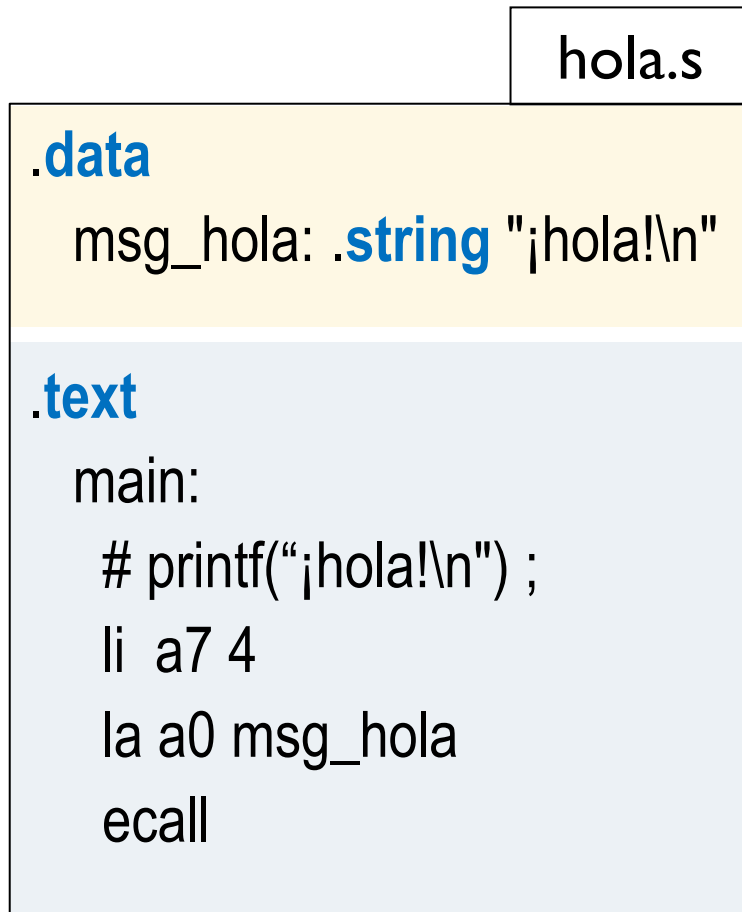 hola.s
.data
msg_hola: .string "¡hola!\n"
.text
main:
# printf(“¡hola!\n") ;
li  a7 4
la a0 msg_hola
ecall